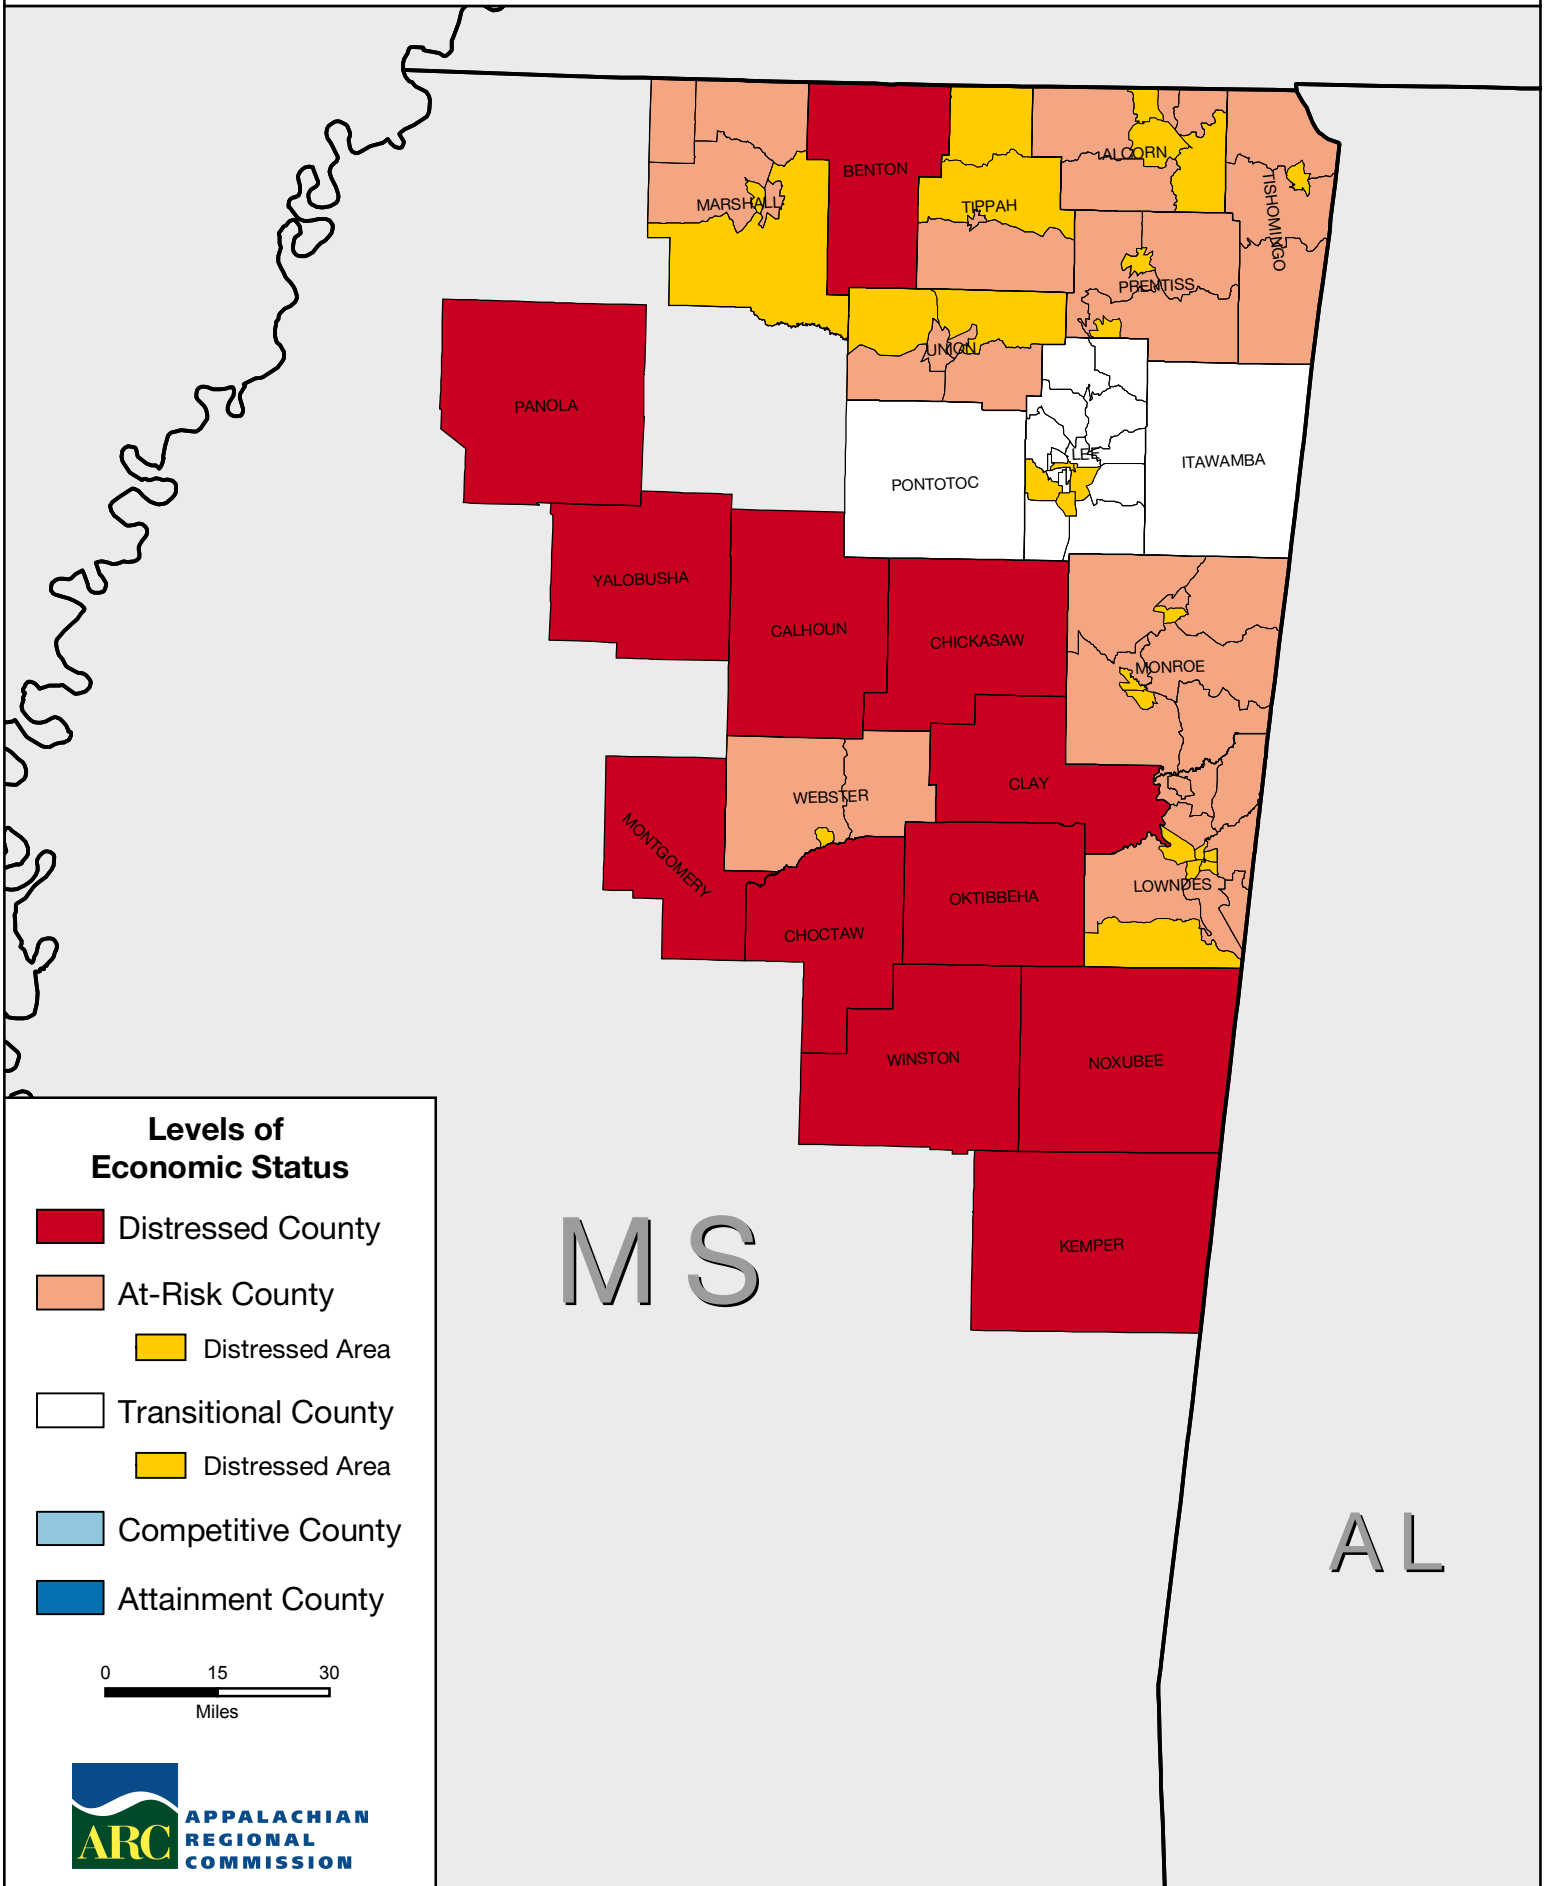 BENTON
ALCORN
MARSHALL
TIPPAH
TISHOMINGO
PRENTISS
UNION
PANOLA
LEE
ITAWAMBA
PONTOTOC
YALOBUSHA
CALHOUN
CHICKASAW
MONROE
CLAY
WEBSTER
MONTGOMERY
LOWNDES
OKTIBBEHA
CHOCTAW
WINSTON
NOXUBEE
KEMPER
MS
AL
Levels of
Economic Status
Distressed County
At-Risk County
Distressed Area
Transitional County
Distressed Area
Competitive County
Attainment County
0 15 30
Miles
ARC
APPALACHIAN
REGIONAL
COMMISSION